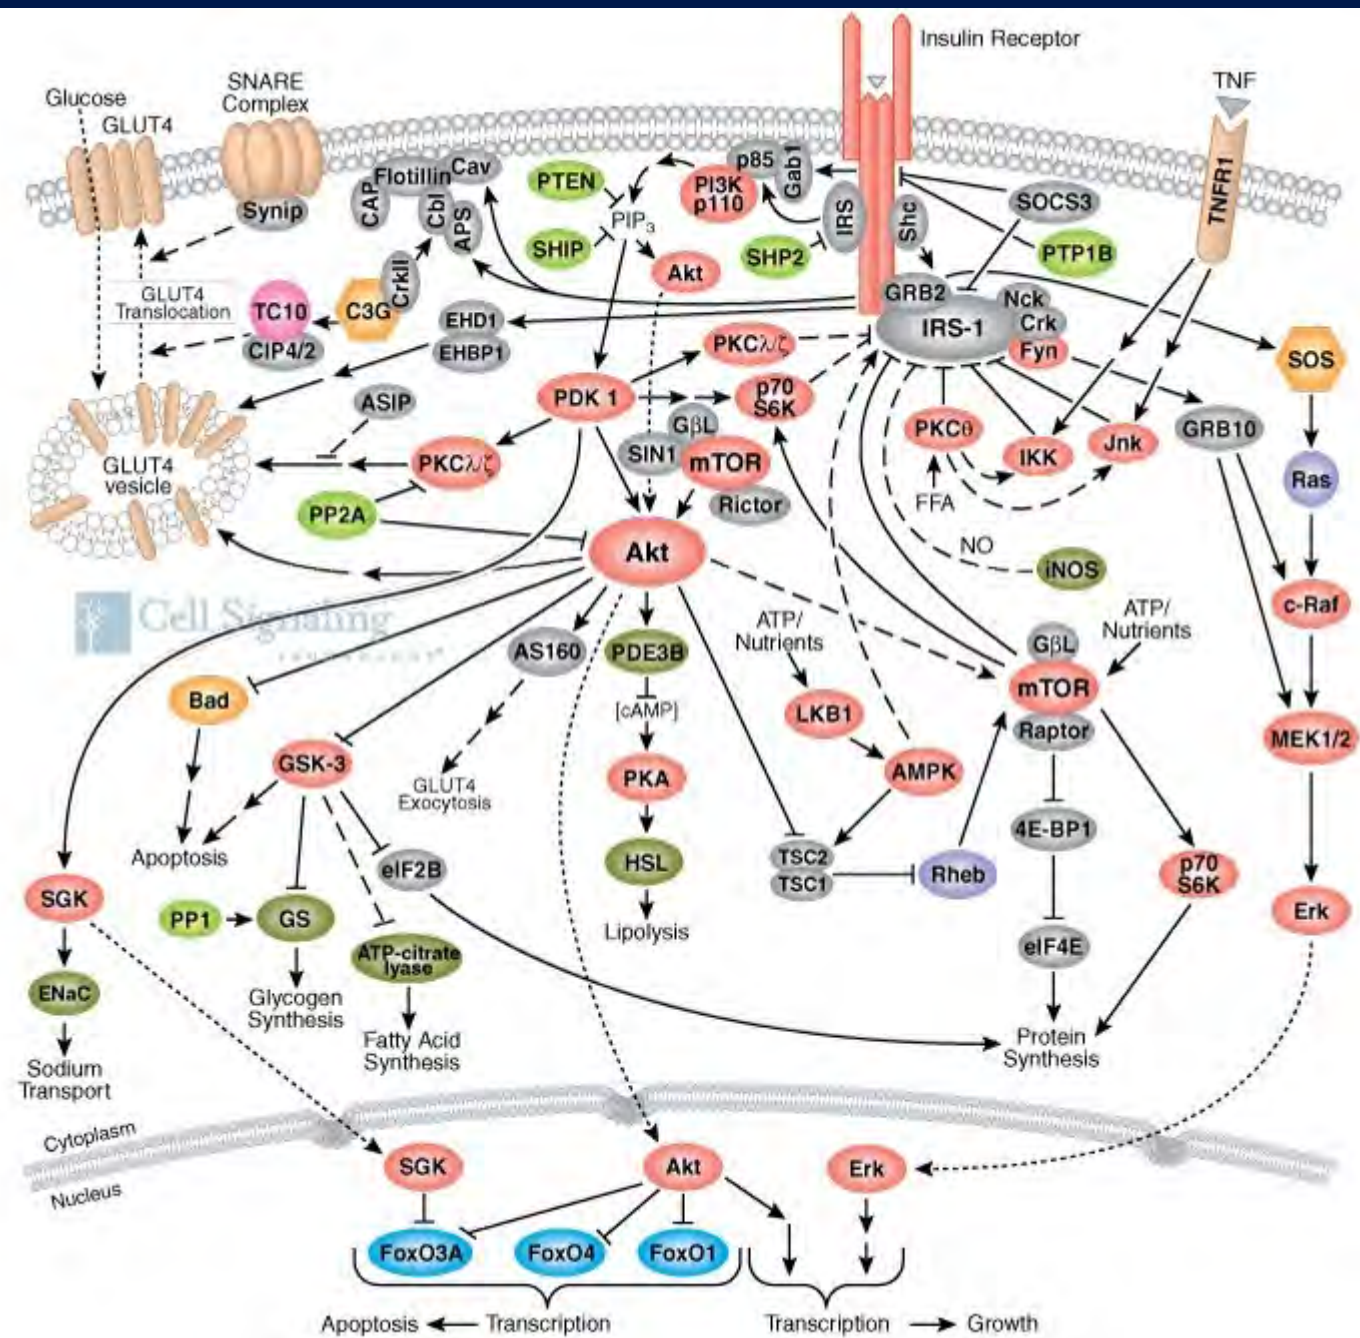 Insulin Receptor
Glucose
GLUT4
SNARE
Complex
TNF
TNFR1
Synip
CAP
Flotillin
Cav
Cbl
APS
CrkII
C3G
TC10
CIP4/2
GLUT4
Translocation
PTEN
SHIP
PIP3
Akt
PI3K
p110
p85
Gab1
SHP2
IRS
Shc
SOCS3
PTP1B
GRB2
IRS-1
Nck
Crk
Fyn
SOS
EHD1
EHBP1
ASIP
PKCλ/ζ
PDK 1
p70
S6K
GβL
SIN1
mTOR
Rictor
PKCλ/ζ
PP2A
GLUT4
vesicle
PKCθ
FFA
IKK
Jnk
GRB10
Ras
NO
iNOS
c-Raf
Akt
Cell Signaling
TECHNOLOGY®
AS160
PDE3B
[cAMP]
PKA
HSL
Lipolysis
ATP/
Nutrients
LKB1
AMPK
ATP/
Nutrients
GβL
mTOR
Raptor
MEK1/2
Bad
GSK-3
GLUT4
Exocytosis
Apoptosis
TSC2
TSC1
Rheb
4E-BP1
p70
S6K
Erk
eIF2B
SGK
PP1
GS
ATP-citrate
lyase
eIF4E
ENaC
Glycogen
Synthesis
Fatty Acid
Synthesis
Protein
Synthesis
Sodium
Transport
Cytoplasm
Nucleus
SGK
Akt
Erk
FoxO3A
FoxO4
FoxO1
Apoptosis
Transcription
Transcription
Growth